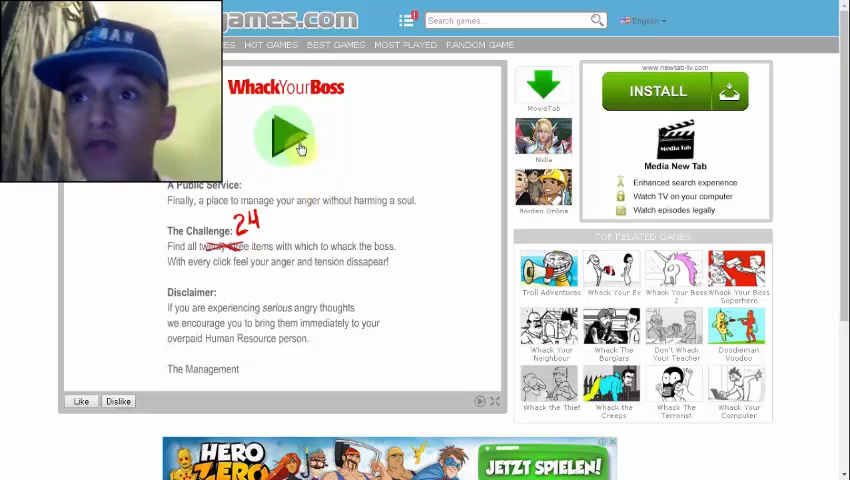 games.com
Search games...
English
ES HOT GAMES BEST GAMES MOST PLAYED RANDOM GAME
WhackYourBoss
A Public Service:
Finally, a place to manage your anger without harming a soul.
24
The Challenge:
Find all twenty three items with which to whack the boss.
With every click feel your anger and tension dissapear!
Disclaimer:
If you are experiencing serious angry thoughts
we encourage you to bring them immediately to your
overpaid Human Resource person.
The Management
Like Dislike
MovieTab
Nidia
Norden Online
www.newtab-tv.com
INSTALL
Media Tab
Media New Tab
Enhanced search experience
Watch TV on your computer
Watch episodes legally
TOP RELATED GAMES
Troll Adventures
Whack Your Ex
Whack Your Boss
2
Whack Your Boss
Superhero
Whack Your
Neighbour
Whack The
Burglars
Don't Whack
Your Teacher
Doodieman
Voodoo
Whack the Thief
Whack the
Creeps
Whack The
Terrorist
Whack Your
Computer
HERO
ZERO
JETZT SPIELEN!